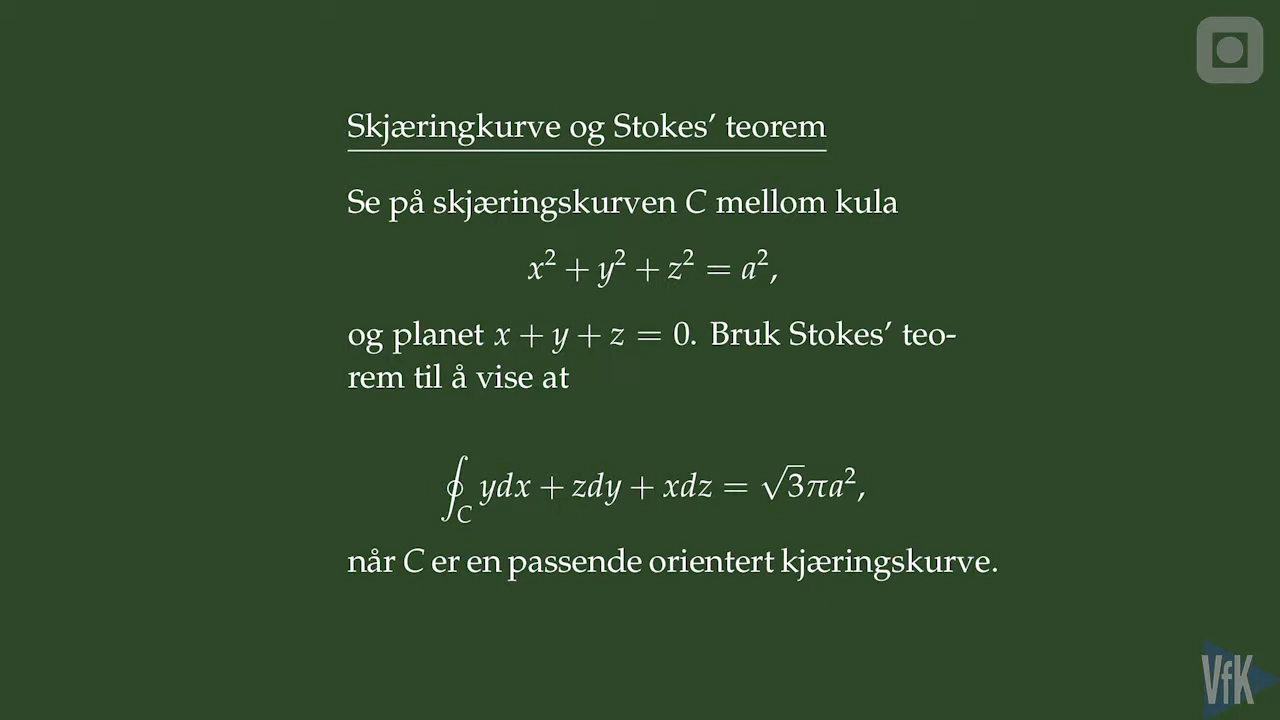 Skjæringkurve og Stokes’ teorem
Se på skjæringskurven C mellom kula
x² + y² + z² = a²,
og planet x + y + z = 0. Bruk Stokes’ teo-
rem til å vise at
∮_C ydx + zdy + xdz = √3πa²,
når C er en passende orientert kjæringskurve.
VfK